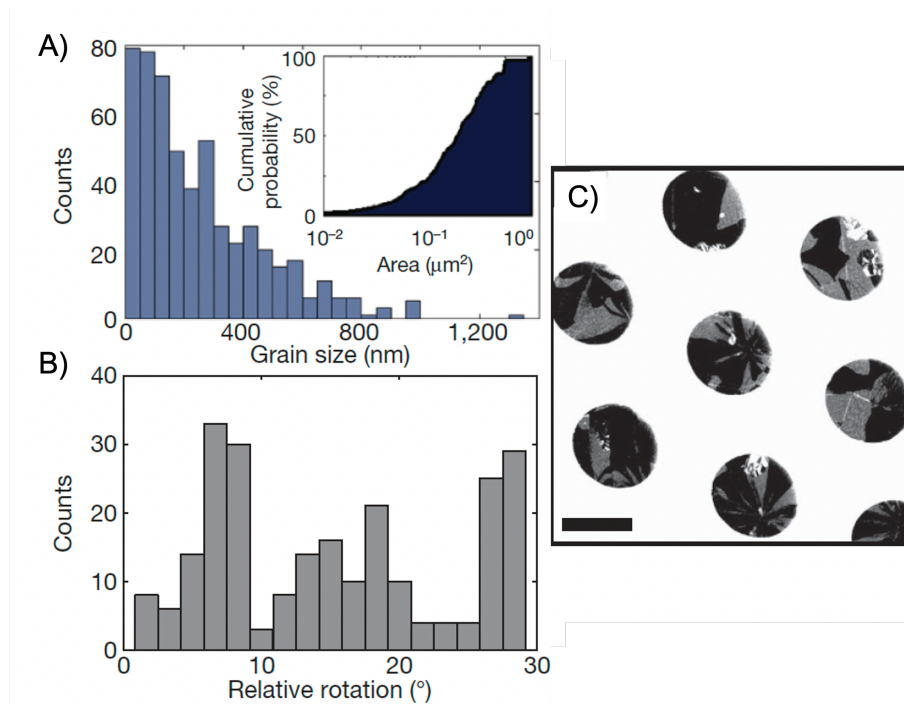 A)
80
60
40
20
0
Counts
0 400 800 1,200
Grain size (nm)
100
50
0
Cumulative
probability (%)
10⁻² 10⁻¹ 10⁰
Area (μm²)
B)
40
30
20
10
0
Counts
0 10 20 30
Relative rotation (°)
C)